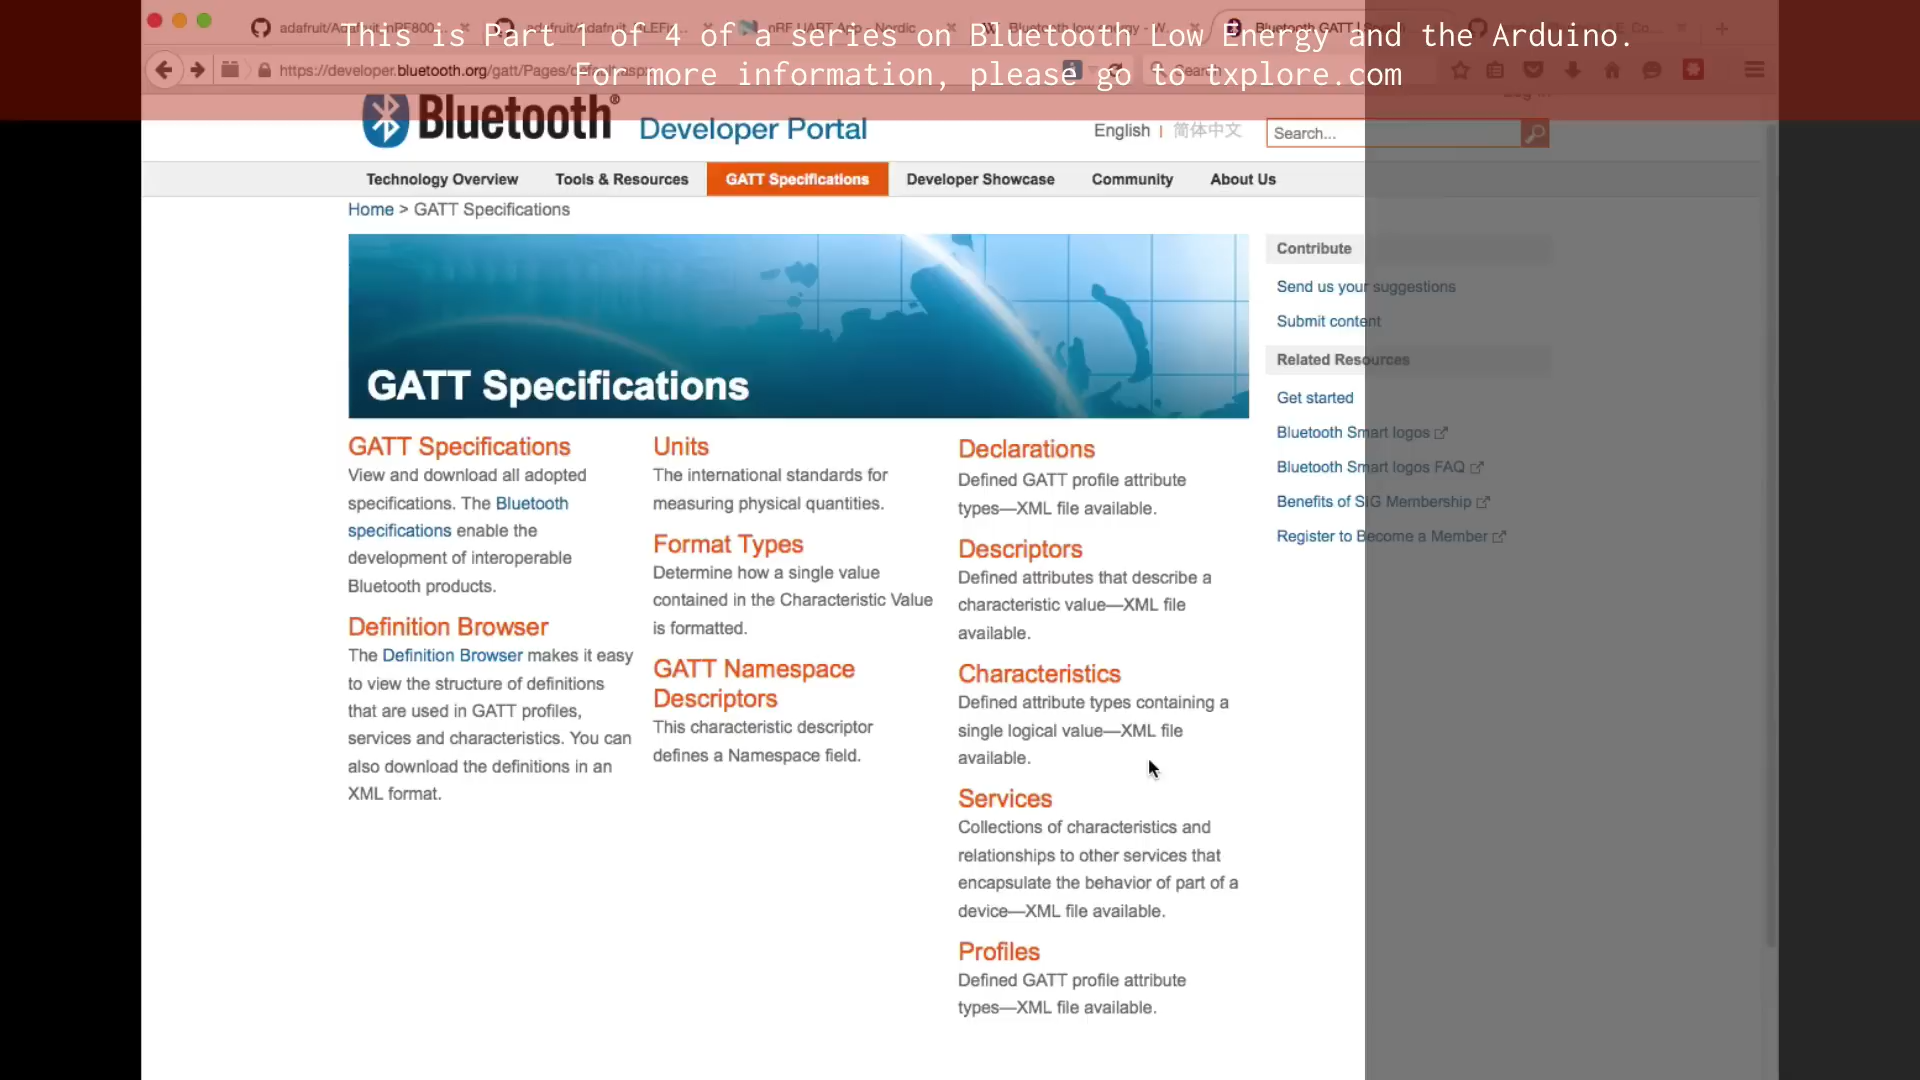 This is Part 1 of 4 of a series on Bluetooth Low Energy and the Arduino.
For more information, please go to txplore.com
https://developer.bluetooth.org/gatt/Pages/
Bluetooth®
Developer Portal
English | 简体中文
Search...
Technology Overview
Tools & Resources
GATT Specifications
Developer Showcase
Community
About Us
Home > GATT Specifications
GATT Specifications
GATT Specifications
View and download all adopted
specifications. The Bluetooth
specifications enable the
development of interoperable
Bluetooth products.
Definition Browser
The Definition Browser makes it easy
to view the structure of definitions
that are used in GATT profiles,
services and characteristics. You can
also download the definitions in an
XML format.
Units
The international standards for
measuring physical quantities.
Format Types
Determine how a single value
contained in the Characteristic Value
is formatted.
GATT Namespace
Descriptors
This characteristic descriptor
defines a Namespace field.
Declarations
Defined GATT profile attribute
types—XML file available.
Descriptors
Defined attributes that describe a
characteristic value—XML file
available.
Characteristics
Defined attribute types containing a
single logical value—XML file
available.
Services
Collections of characteristics and
relationships to other services that
encapsulate the behavior of part of a
device—XML file available.
Profiles
Defined GATT profile attribute
types—XML file available.
Contribute
Send us your suggestions
Submit content
Related Resources
Get started
Bluetooth Smart logos
Bluetooth Smart logos FAQ
Benefits of SIG Membership
Register to Become a Member